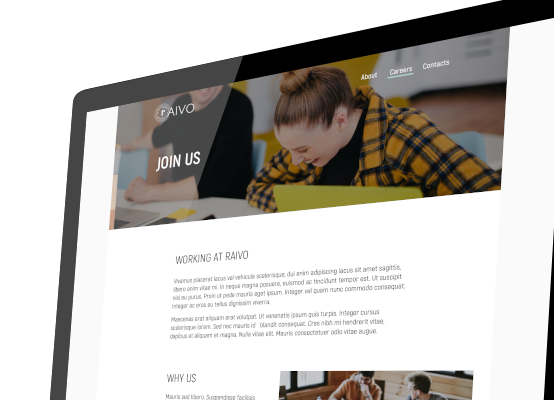 rAIVO
About Careers Contacts
JOIN US
WORKING AT RAIVO
Vivamus placerat lacus vel vehicula scelerisque, dui enim adipiscing lacus sit amet sagittis,
libero enim vitae mi. In neque magna posuere, euismod ac tincidunt tempor est. Ut suscipit
nisi eu purus. Proin ut pede mauris eget ipsum. Integer vel quam nunc commodo consequat.
Integer ac eros eu tellus dignissim viverra.
Maecenas erat aliquam erat volutpat. Ut venenatis ipsum quis turpis. Integer cursus
scelerisque lorem. Sed nec mauris id blandit consequat. Cras nibh mi hendrerit vitae,
dapibus et aliquam et magna. Nulla vitae elit. Mauris consectetuer odio vitae augue.
WHY US
Mauris sed libero. Suspendisse facilisis